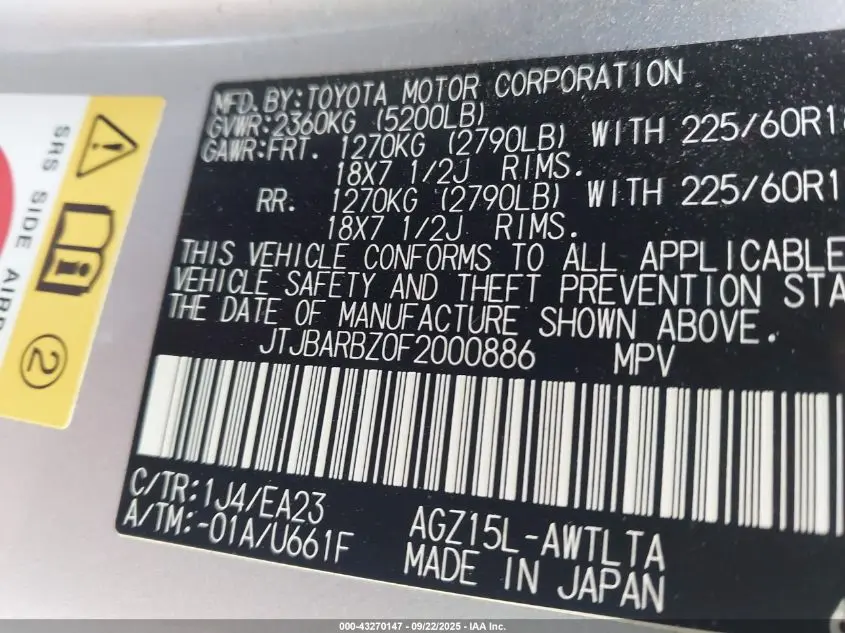 MFD.BY:TOYOTA MOTOR CORPORATION
GVWR:2360KG (5200LB)
GAWR:FRT. 1270KG (2790LB) WITH 225/60R18
18X7 1/2J RIMS.
RR. 1270KG (2790LB) WITH 225/60R1
18X7 1/2J RIMS.
THIS VEHICLE CONFORMS TO ALL APPLICABLE
VEHICLE SAFETY AND THEFT PREVENTION STA
THE DATE OF MANUFACTURE SHOWN ABOVE.
JTJBARBZ0F2000886 MPV
C/TR:1J4/EA23
A/TM:-01A/U661F
AGZ15L-AWTLTA
MADE IN JAPAN
SRS SIDE AIRB
2
000-43270147 - 09/22/2025 - IAA Inc.